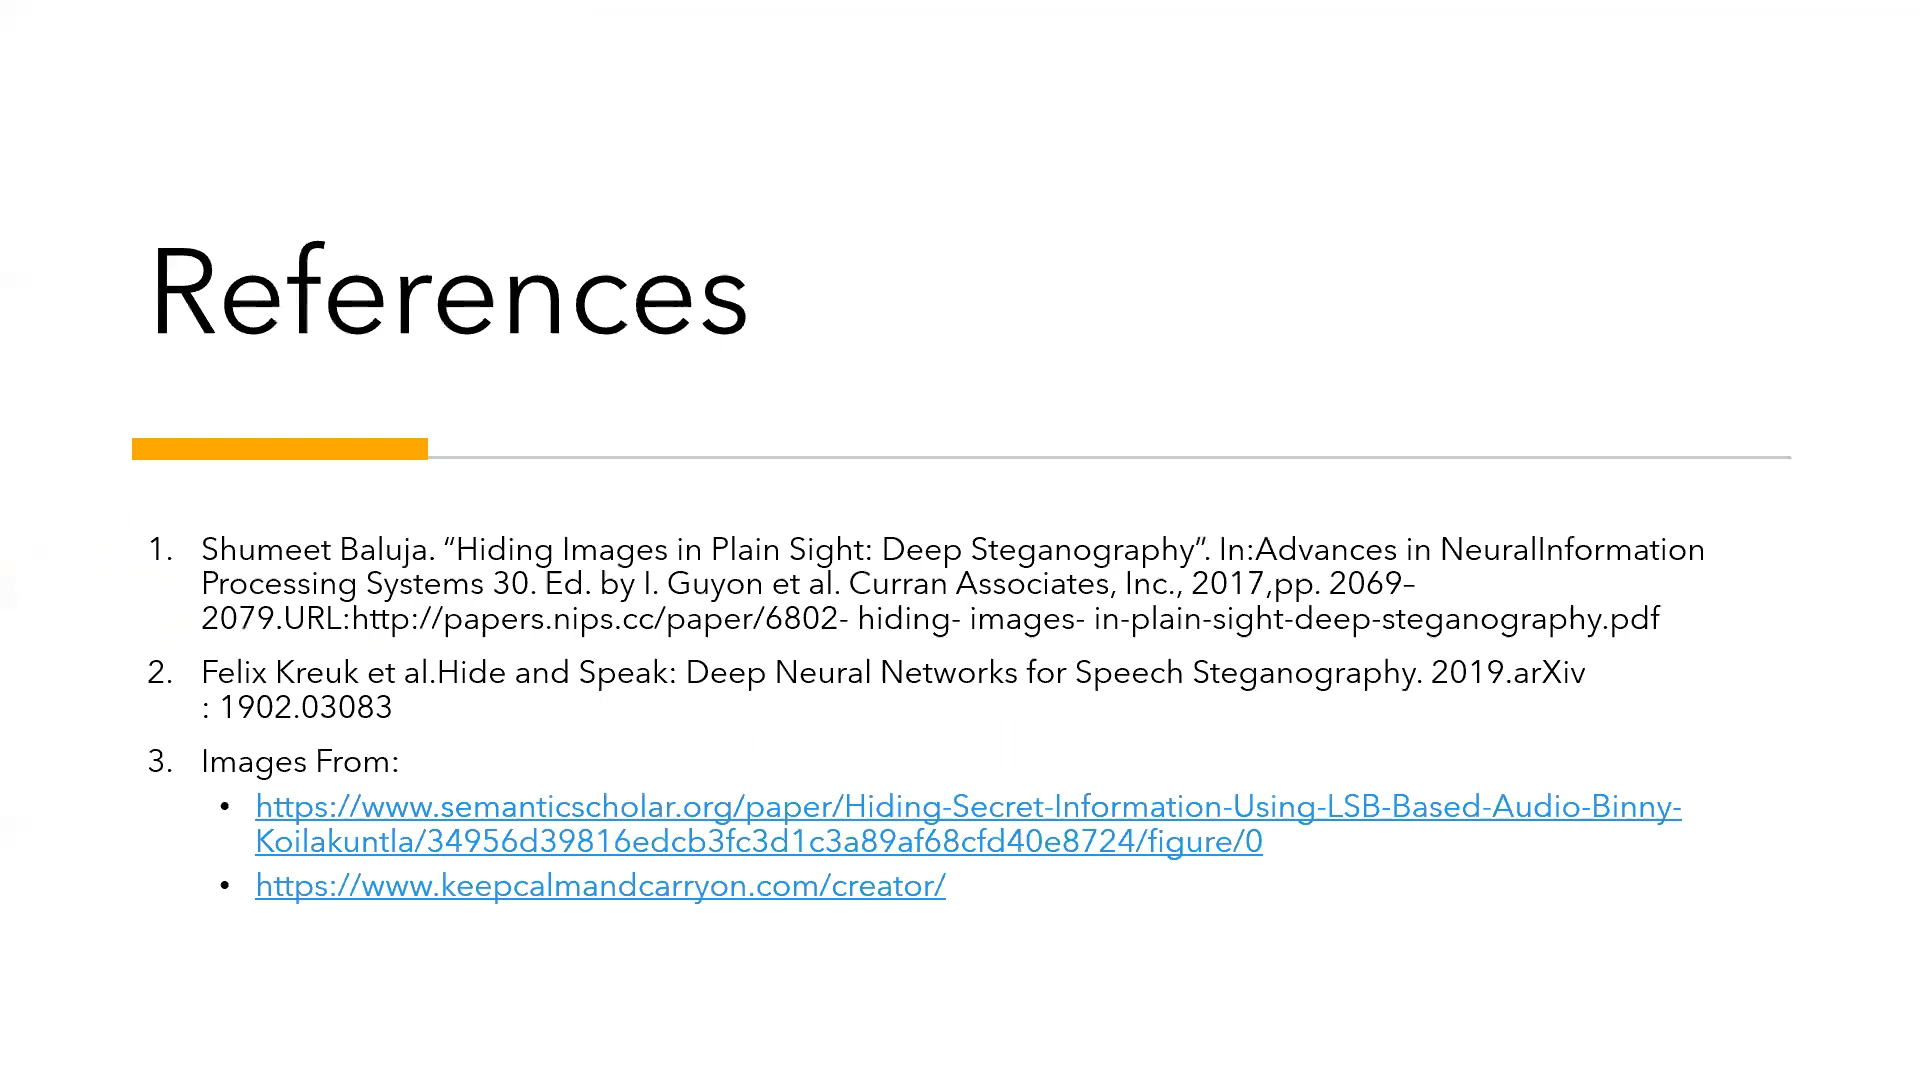 References
1. Shumeet Baluja. “Hiding Images in Plain Sight: Deep Steganography”. In:Advances in NeuralInformation
Processing Systems 30. Ed. by I. Guyon et al. Curran Associates, Inc., 2017,pp. 2069–
2079.URL:http://papers.nips.cc/paper/6802- hiding- images- in-plain-sight-deep-steganography.pdf
2. Felix Kreuk et al.Hide and Speak: Deep Neural Networks for Speech Steganography. 2019.arXiv
: 1902.03083
3. Images From:
• https://www.semanticscholar.org/paper/Hiding-Secret-Information-Using-LSB-Based-Audio-Binny-
Koilakuntla/34956d39816edcb3fc3d1c3a89af68cfd40e8724/figure/0
• https://www.keepcalmandcarryon.com/creator/